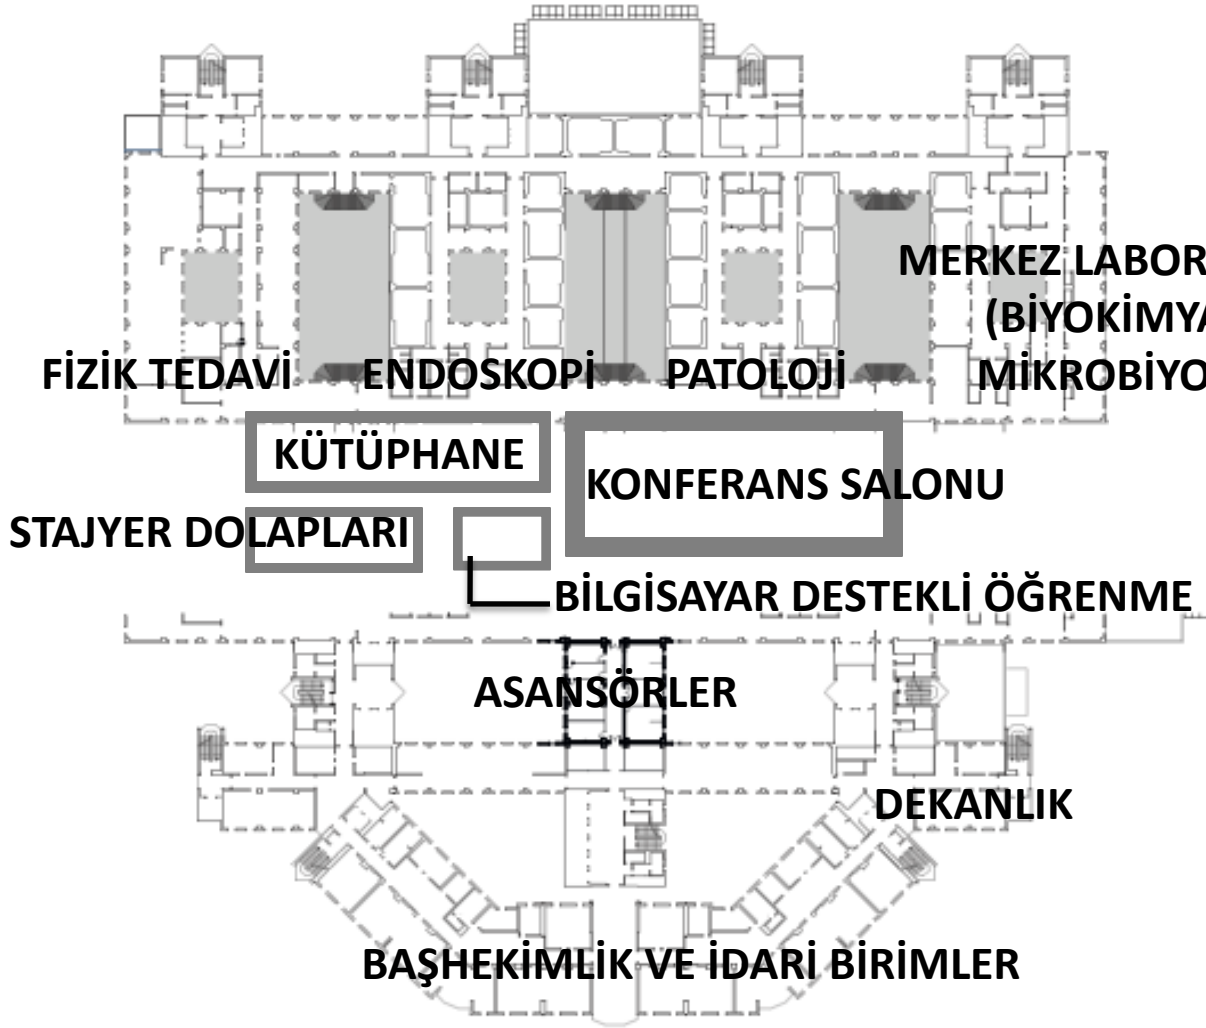 MERKEZ LABOR
(BİYOKİMYA
FİZİK TEDAVİ
ENDOSKOPİ
PATOLOJİ
MİKROBİYO
KÜTÜPHANE
KONFERANS SALONU
STAJYER DOLAPLARI
BİLGİSAYAR DESTEKLİ ÖĞRENME
ASANSÖRLER
DEKANLIK
BAŞHEKİMLİK VE İDARİ BİRİMLER